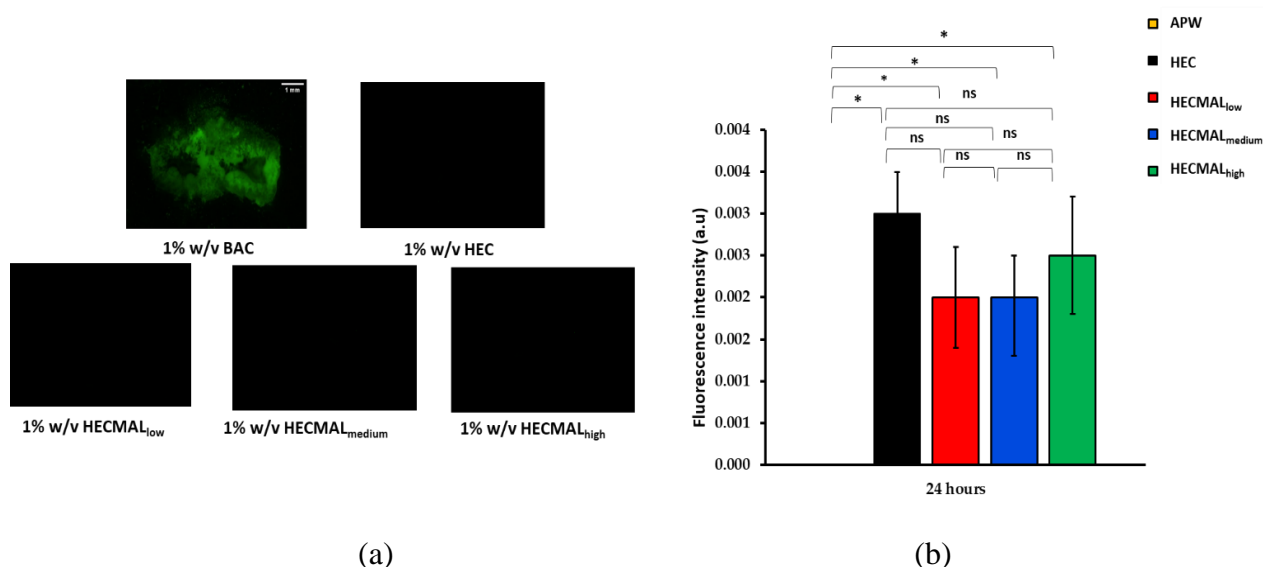 1 mm
1% w/v BAC
1% w/v HEC
1% w/v HECMALlow
1% w/v HECMALmedium
1% w/v HECMALhigh
(a)
Fluorescence intensity (a.u)
0.004
0.004
0.003
0.003
0.002
0.002
0.001
0.001
0.000
*
*
*
*
ns
ns
ns
ns
ns
ns
24 hours
APW
HEC
HECMALlow
HECMALmedium
HECMALhigh
(b)